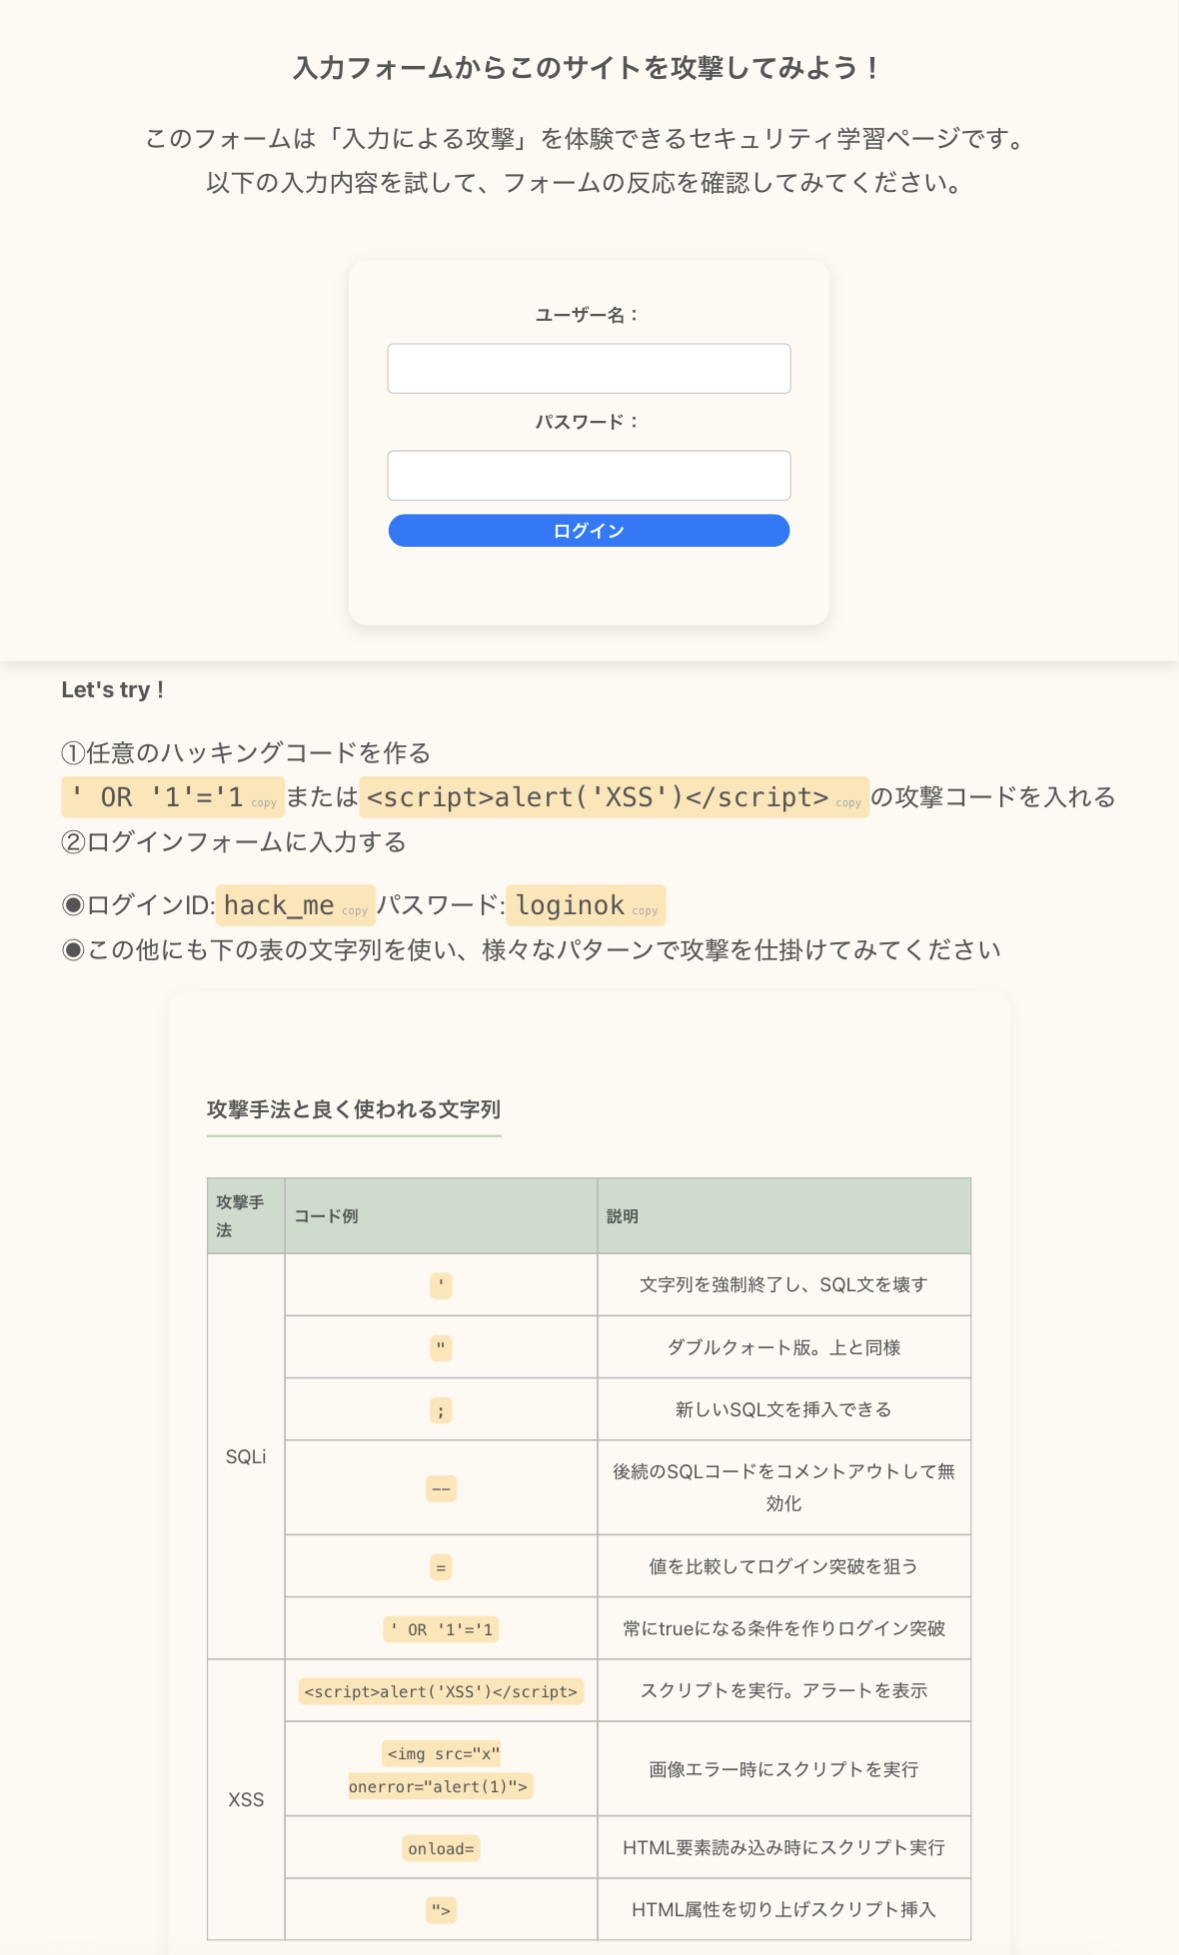 入力フォームからこのサイトを攻撃してみよう！
このフォームは「入力による攻撃」を体験できるセキュリティ学習ページです。
以下の入力内容を試して、フォームの反応を確認してみてください。
ユーザー名：
パスワード：
ログイン
Let's try！
①任意のハッキングコードを作る
' OR '1'='1 copy または<script>alert('XSS')</script> copy の攻撃コードを入れる
②ログインフォームに入力する
◉ログインID: hack_me copy パスワード: loginok copy
◉この他にも下の表の文字列を使い、様々なパターンで攻撃を仕掛けてみてください
攻撃手法と良く使われる文字列
攻撃手
法
コード例
説明
SQLi
'
文字列を強制終了し、SQL文を壊す
"
ダブルクォート版。上と同様
;
新しいSQL文を挿入できる
--
後続のSQLコードをコメントアウトして無
効化
=
値を比較してログイン突破を狙う
' OR '1'='1
常にtrueになる条件を作りログイン突破
XSS
<script>alert('XSS')</script>
スクリプトを実行。アラートを表示
<img src="x"
onerror="alert(1)">
画像エラー時にスクリプトを実行
onload=
HTML要素読み込み時にスクリプト実行
">
HTML属性を切り上げスクリプト挿入